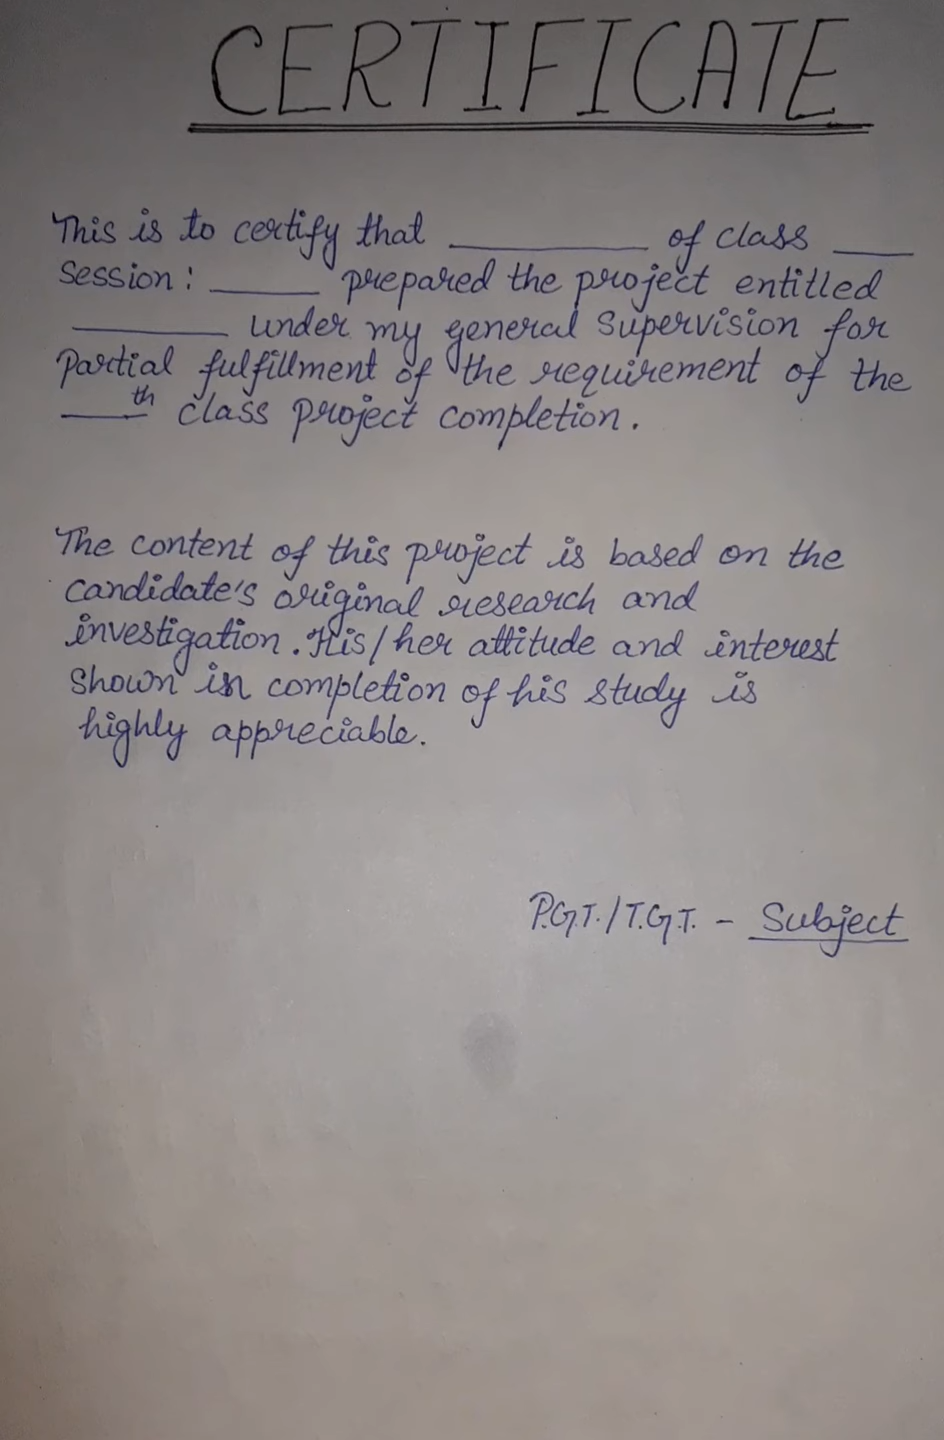 CERTIFICATE
This is to certify that __________ of class ____
Session: ______ prepared the project entitled
________ under my general Supervision for
Partial fulfillment of the requirement of the
____th class project completion.
The content of this project is based on the
candidate's original research and
investigation. His/her attitude and interest
Shown in completion of his study is
highly appreciable.
P.G.T./T.G.T. - Subject